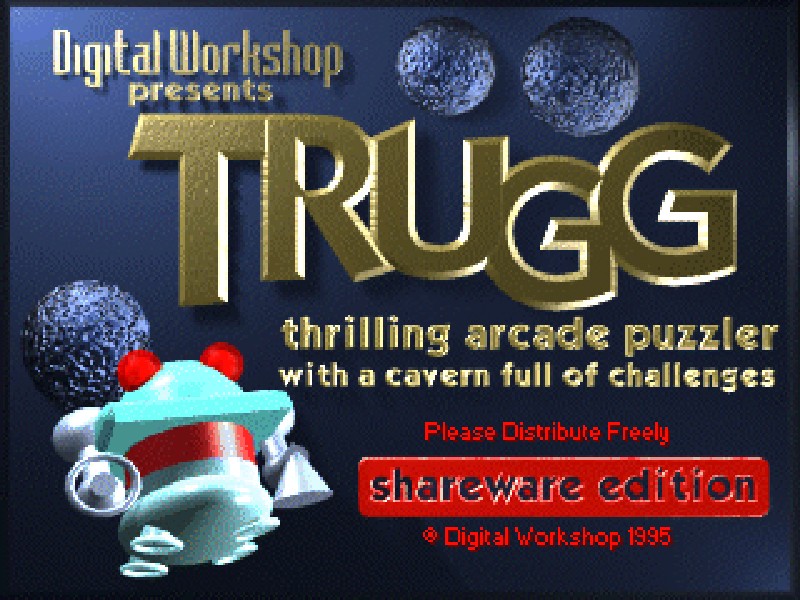 Digital Workshop
presents
TRUGG
thrilling arcade puzzler
with a cavern full of challenges
Please Distribute Freely
shareware edition
© Digital Workshop 1995